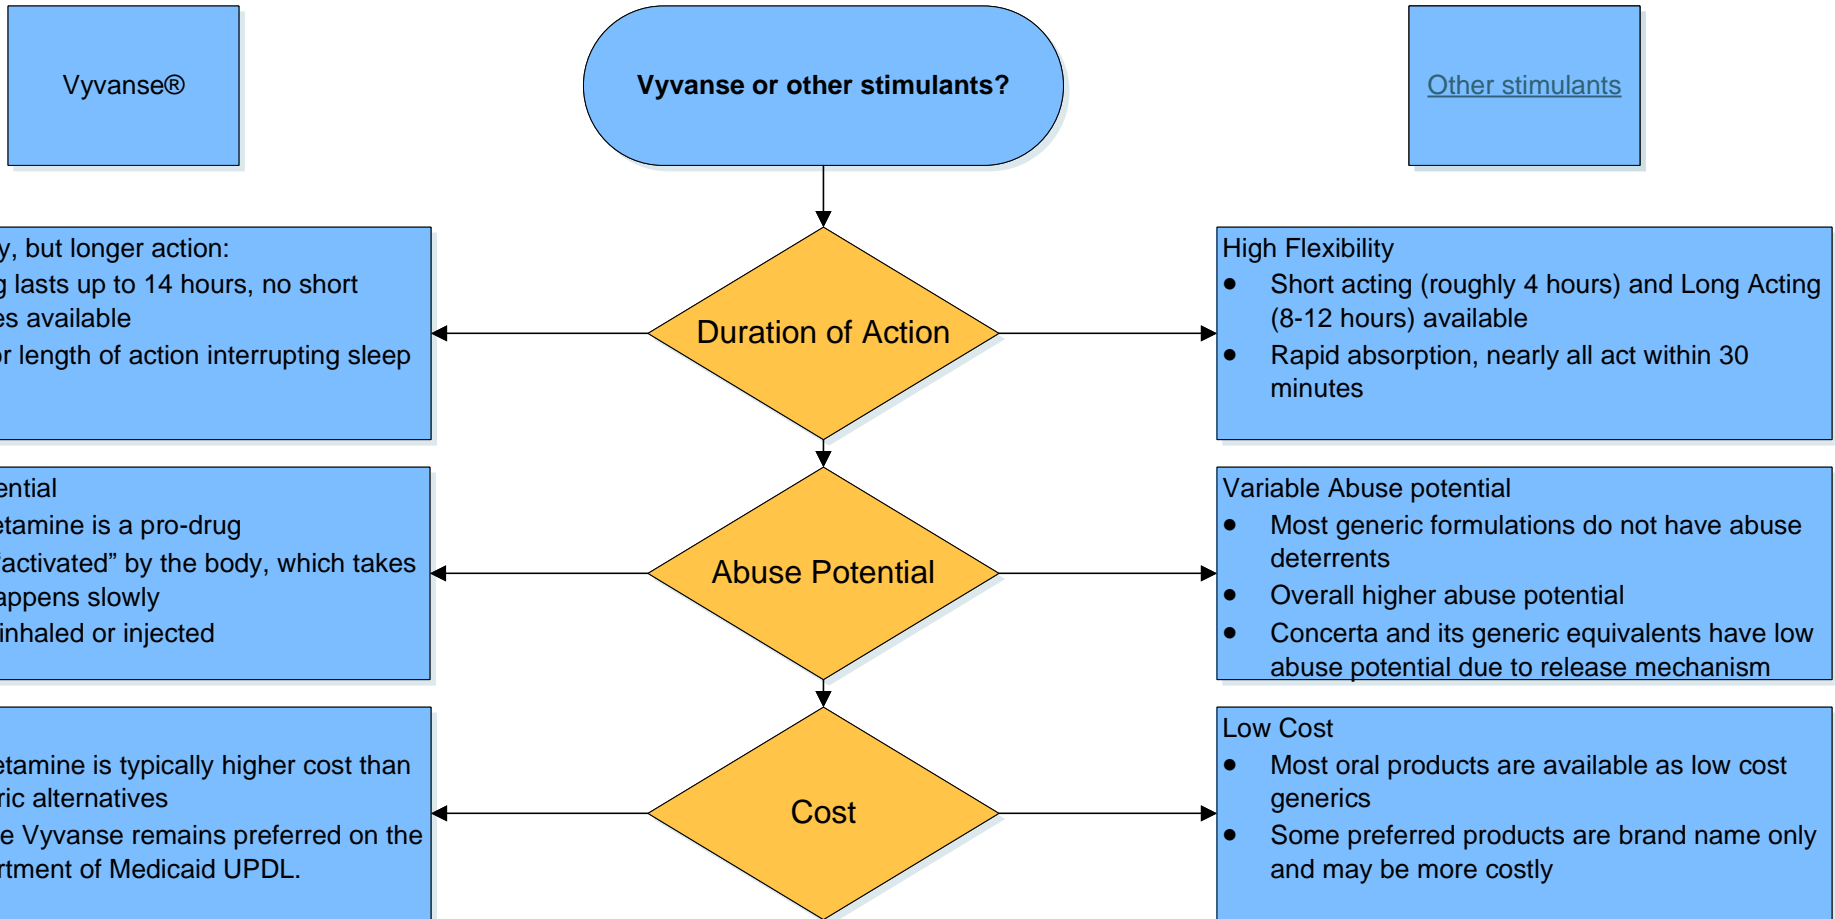 Vyvanse®
Vyvanse or other stimulants?
Other stimulants
y, but longer action:
g lasts up to 14 hours, no short
es available
or length of action interrupting sleep
Duration of Action
High Flexibility
● Short acting (roughly 4 hours) and Long Acting
(8-12 hours) available
● Rapid absorption, nearly all act within 30
minutes
ential
etamine is a pro-drug
“activated” by the body, which takes
appens slowly
inhaled or injected
Abuse Potential
Variable Abuse potential
● Most generic formulations do not have abuse
deterrents
● Overall higher abuse potential
● Concerta and its generic equivalents have low
abuse potential due to release mechanism
etamine is typically higher cost than
ric alternatives
e Vyvanse remains preferred on the
rtment of Medicaid UPDL.
Cost
Low Cost
● Most oral products are available as low cost
generics
● Some preferred products are brand name only
and may be more costly